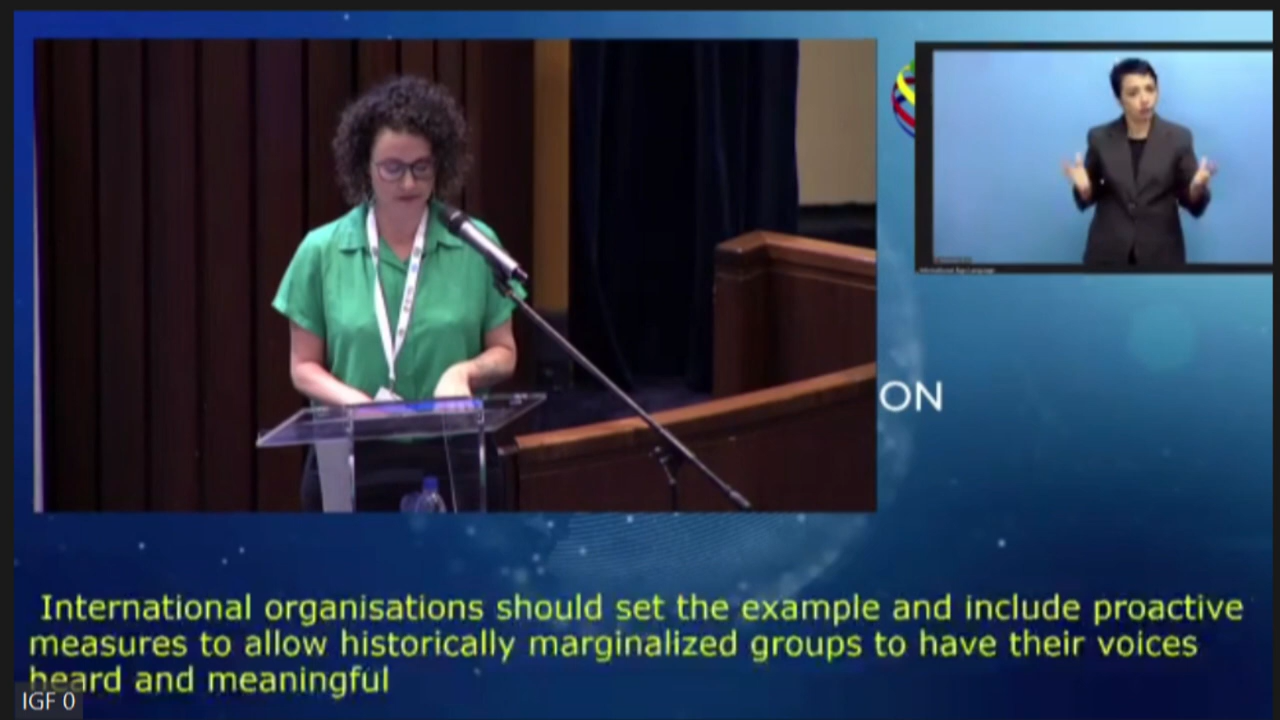 ON
International organisations should set the example and include proactive
measures to allow historically marginalized groups to have their voices
heard and meaningful
IGF 0